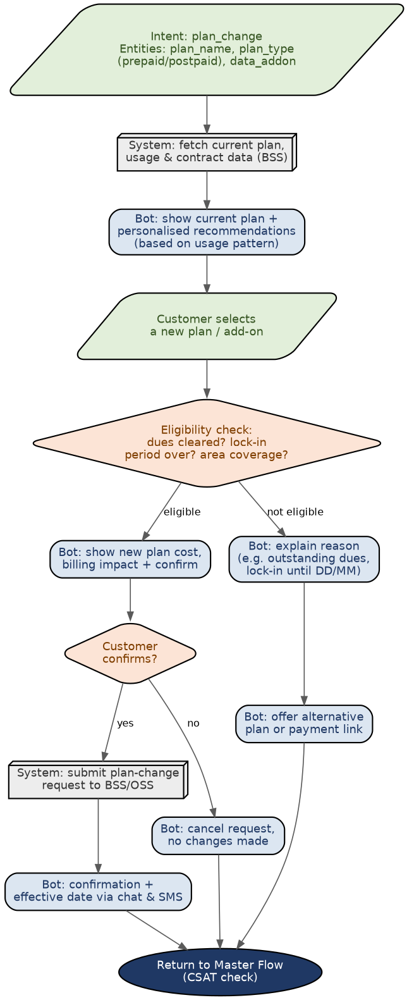 Intent: plan_change
Entities: plan_name, plan_type
(prepaid/postpaid), data_addon
System: fetch current plan,
usage & contract data (BSS)
Bot: show current plan +
personalised recommendations
(based on usage pattern)
Customer selects
a new plan / add-on
Eligibility check:
dues cleared? lock-in
period over? area coverage?
eligible
not eligible
Bot: show new plan cost,
billing impact + confirm
Bot: explain reason
(e.g. outstanding dues,
lock-in until DD/MM)
Customer
confirms?
yes
no
Bot: offer alternative
plan or payment link
System: submit plan-change
request to BSS/OSS
Bot: cancel request,
no changes made
Bot: confirmation +
effective date via chat & SMS
Return to Master Flow
(CSAT check)